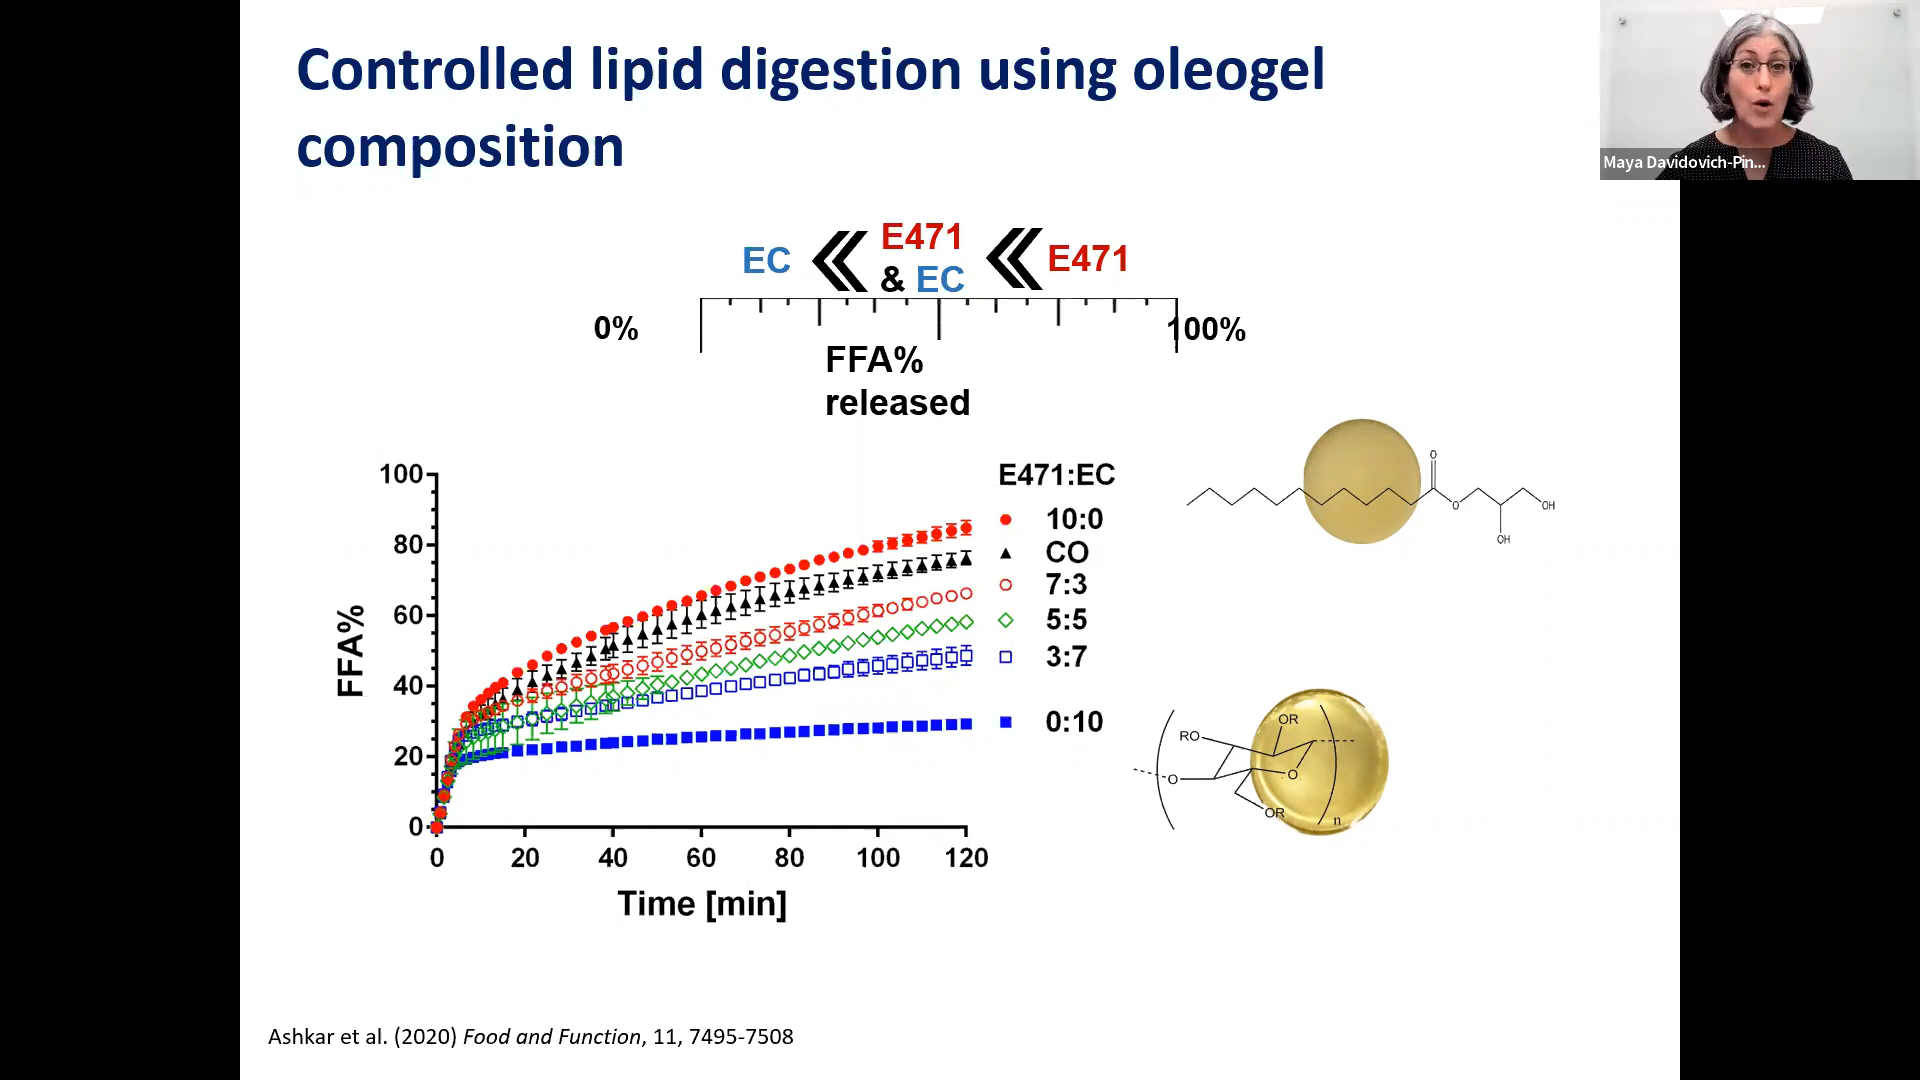 Controlled lipid digestion using oleogel
composition
Maya Davidovich-Pin...
EC
E471
& EC
E471
0%
100%
FFA%
released
E471:EC
10:0
CO
7:3
5:5
3:7
0:10
100
80
60
40
20
0
FFA%
0 20 40 60 80 100 120
Time [min]
O
O
OH
OH
OR
RO
O
O
OR
n
Ashkar et al. (2020) Food and Function, 11, 7495-7508